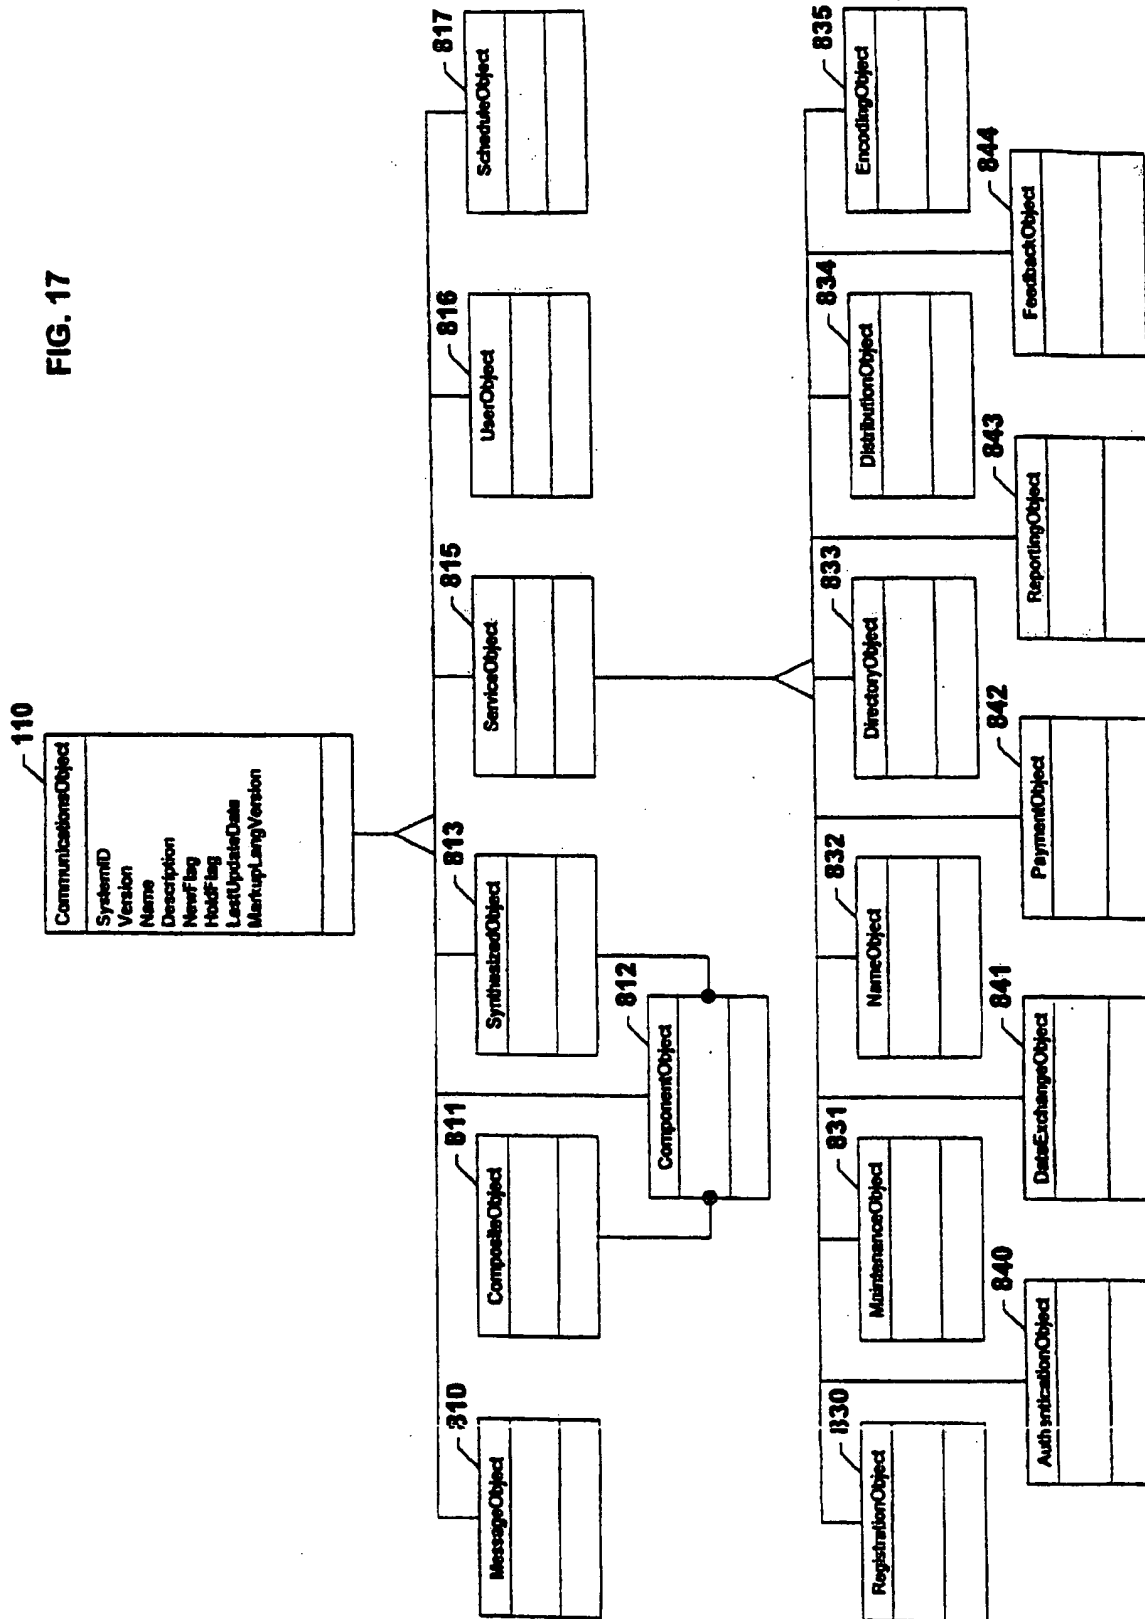 FIG. 17
110
CommunicationsObject
SystemID
Version
Name
Description
NewFlag
HoldFlag
LastUpdateDate
MarkupLangVersion
810
MessageObject
811
CompositeObject
812
ComponentObject
813
SynthesizedObject
815
ServiceObject
816
UserObject
817
ScheduleObject
830
RegistrationObject
831
MaintenanceObject
832
NameObject
833
DirectoryObject
834
DistributionObject
835
EncodingObject
840
AuthenticationObject
841
DataExchangeObject
842
PaymentObject
843
ReportingObject
844
FeedbackObject